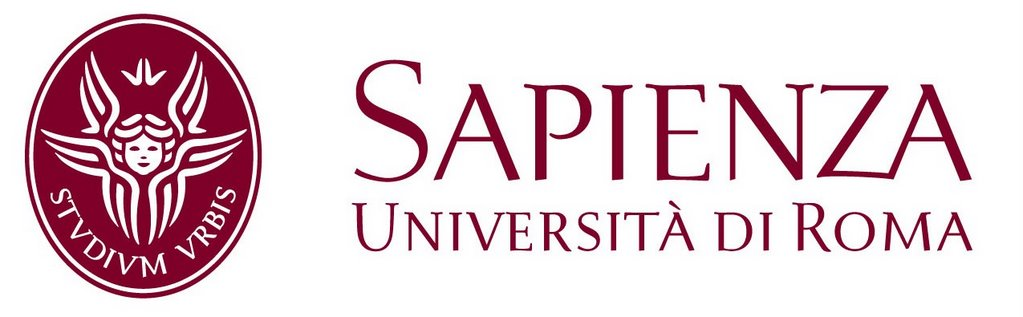 STVDIVM VRBIS
SAPIENZA
UNIVERSITÀ DI ROMA